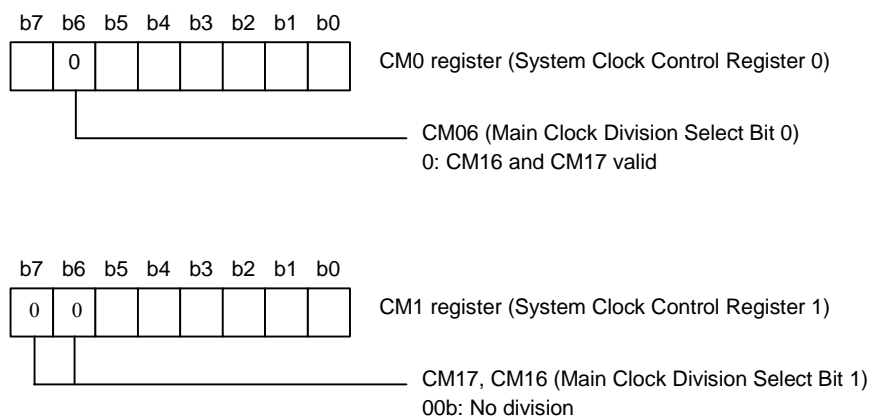 b7 b6 b5 b4 b3 b2 b1 b0
0
CM0 register (System Clock Control Register 0)
CM06 (Main Clock Division Select Bit 0)
0: CM16 and CM17 valid
b7 b6 b5 b4 b3 b2 b1 b0
0 0
CM1 register (System Clock Control Register 1)
CM17, CM16 (Main Clock Division Select Bit 1)
00b: No division